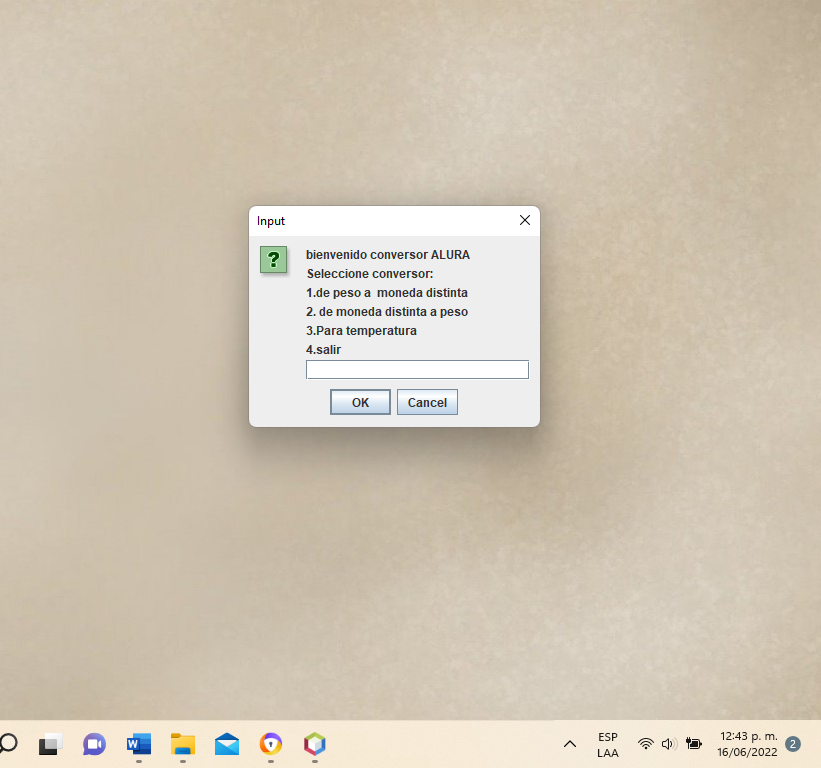 Input
?
bienvenido conversor ALURA
Seleccione conversor:
1.de peso a  moneda distinta
2. de moneda distinta a peso
3.Para temperatura
4.salir
OK
Cancel
W
ESP
LAA
12:43 p. m.
16/06/2022
2